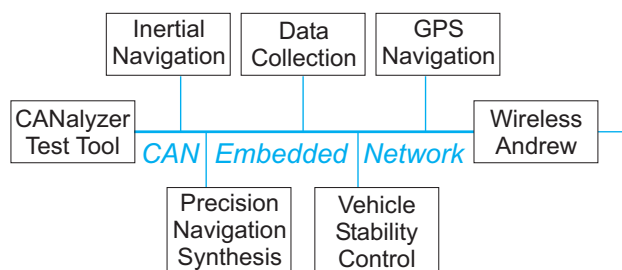 Inertial
Navigation
Data
Collection
GPS
Navigation
CANalyzer
Test Tool
CAN Embedded Network
Wireless
Andrew
Precision
Navigation
Synthesis
Vehicle
Stability
Control